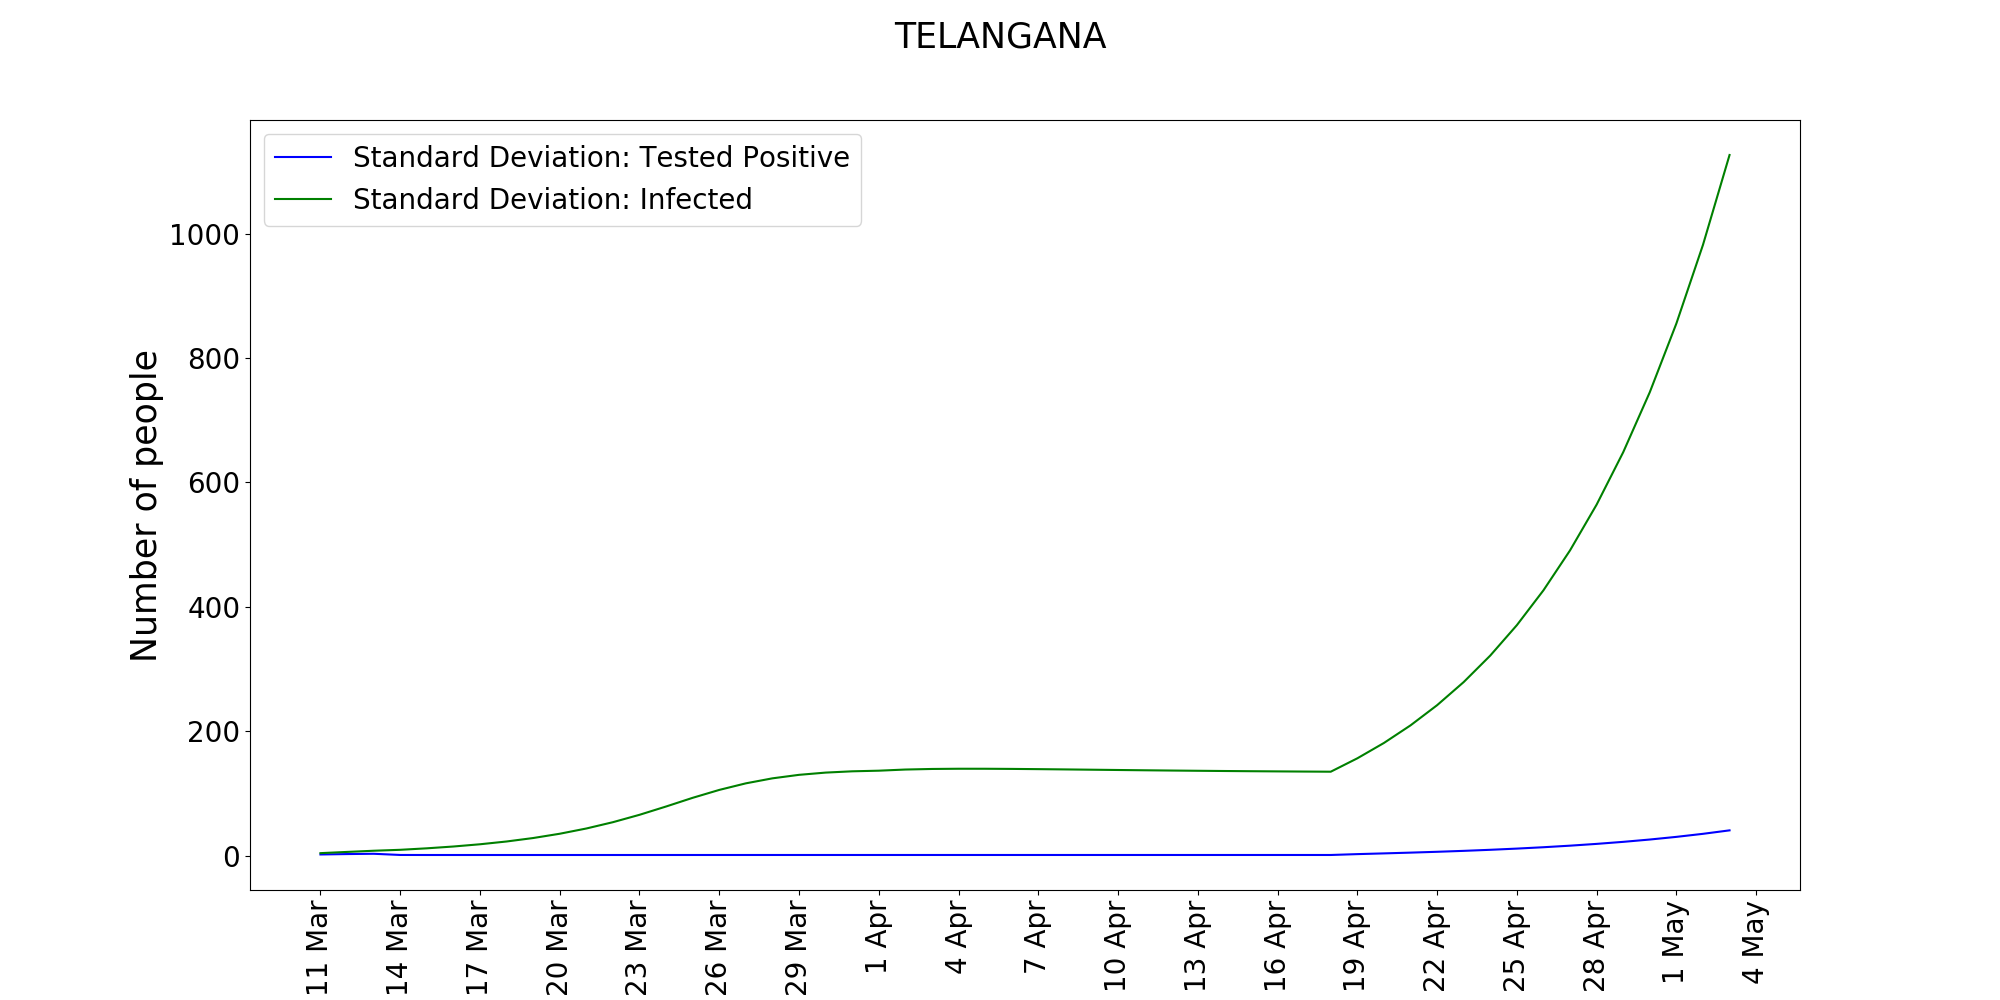 TELANGANA
Standard Deviation: Tested Positive
Standard Deviation: Infected
Number of people
1000
800
600
400
200
0
11 Mar
14 Mar
17 Mar
20 Mar
23 Mar
26 Mar
29 Mar
1 Apr
4 Apr
7 Apr
10 Apr
13 Apr
16 Apr
19 Apr
22 Apr
25 Apr
28 Apr
1 May
4 May